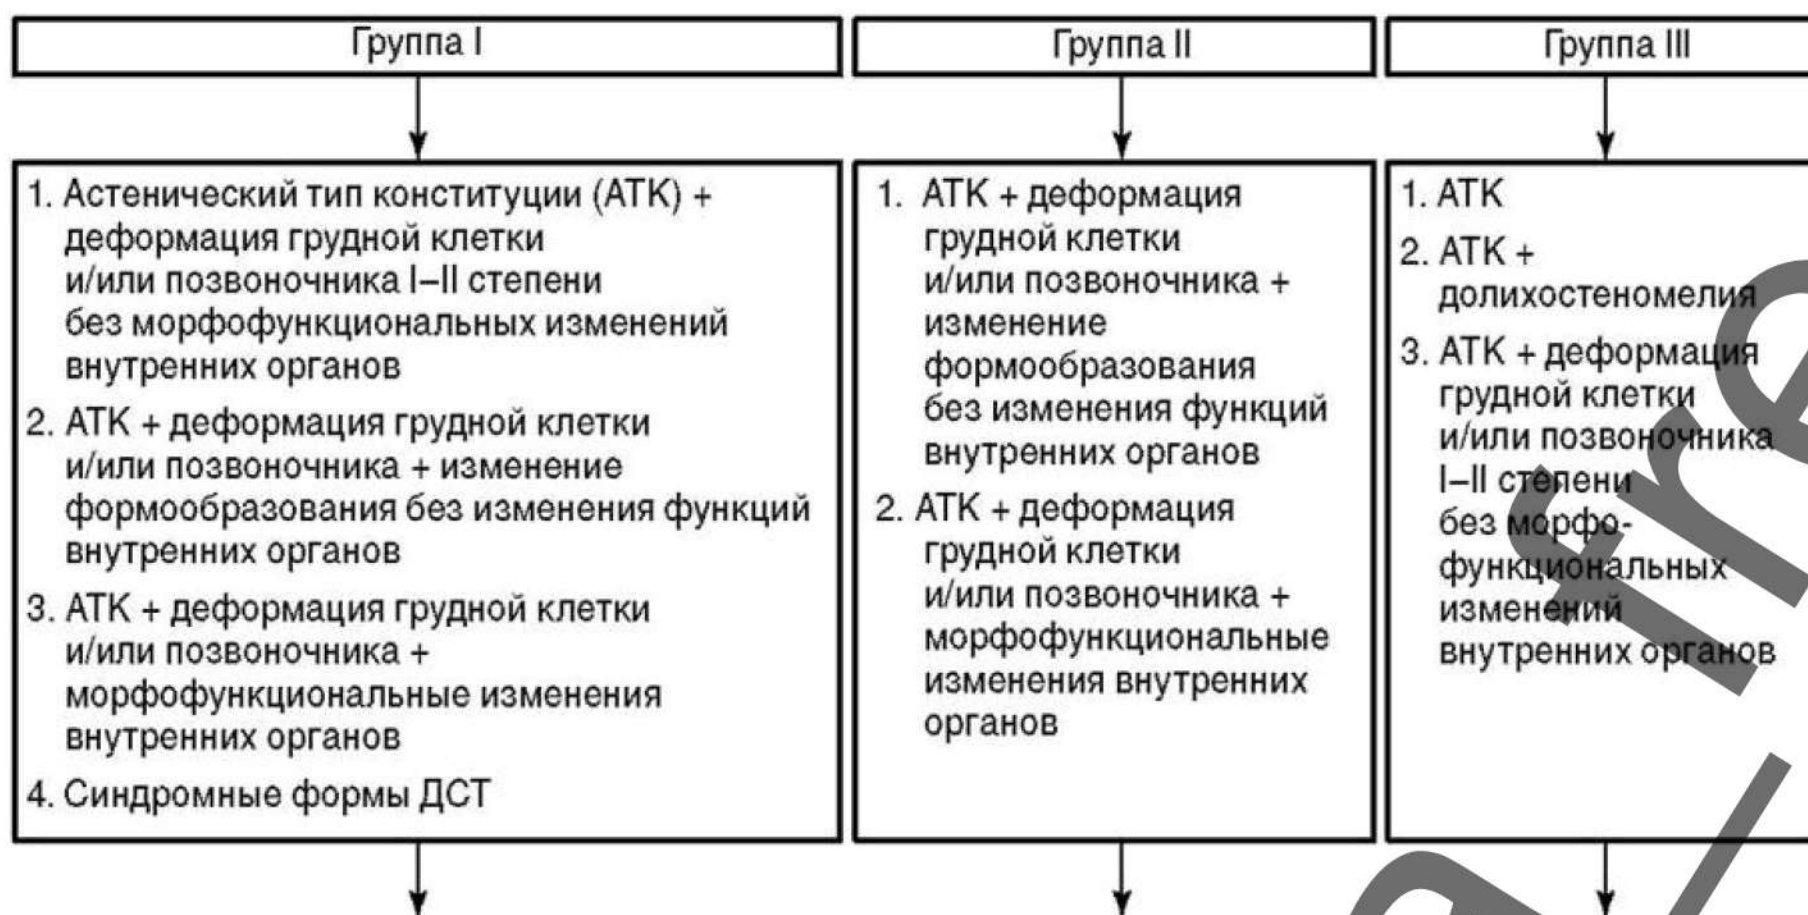 Группа I
1. Астенический тип конституции (АТК) +
деформация грудной клетки
и/или позвоночника I–II степени
без морфофункциональных изменений
внутренних органов
2. АТК + деформация грудной клетки
и/или позвоночника + изменение
формообразования без изменения функций
внутренних органов
3. АТК + деформация грудной клетки
и/или позвоночника +
морфофункциональные изменения
внутренних органов
4. Синдромные формы ДСТ
Группа II
1. АТК + деформация
грудной клетки
и/или позвоночника +
изменение
формообразования
без изменения функций
внутренних органов
2. АТК + деформация
грудной клетки
и/или позвоночника +
морфофункциональные
изменения внутренних
органов
Группа III
1. АТК
2. АТК +
долихостеномелия
3. АТК + деформация
грудной клетки
и/или позвоночника
I–II степени
без морфо-
функциональных
изменений
внутренних органов